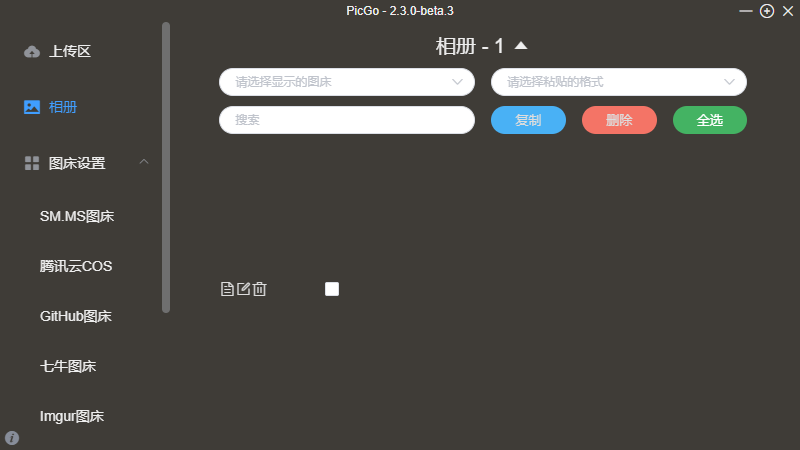 PicGo - 2.3.0-beta.3
上传区
相册
图床设置
SM.MS图床
腾讯云COS
GitHub图床
七牛图床
Imgur图床
相册 - 1
请选择显示的图床
请选择粘贴的格式
搜索
复制
删除
全选